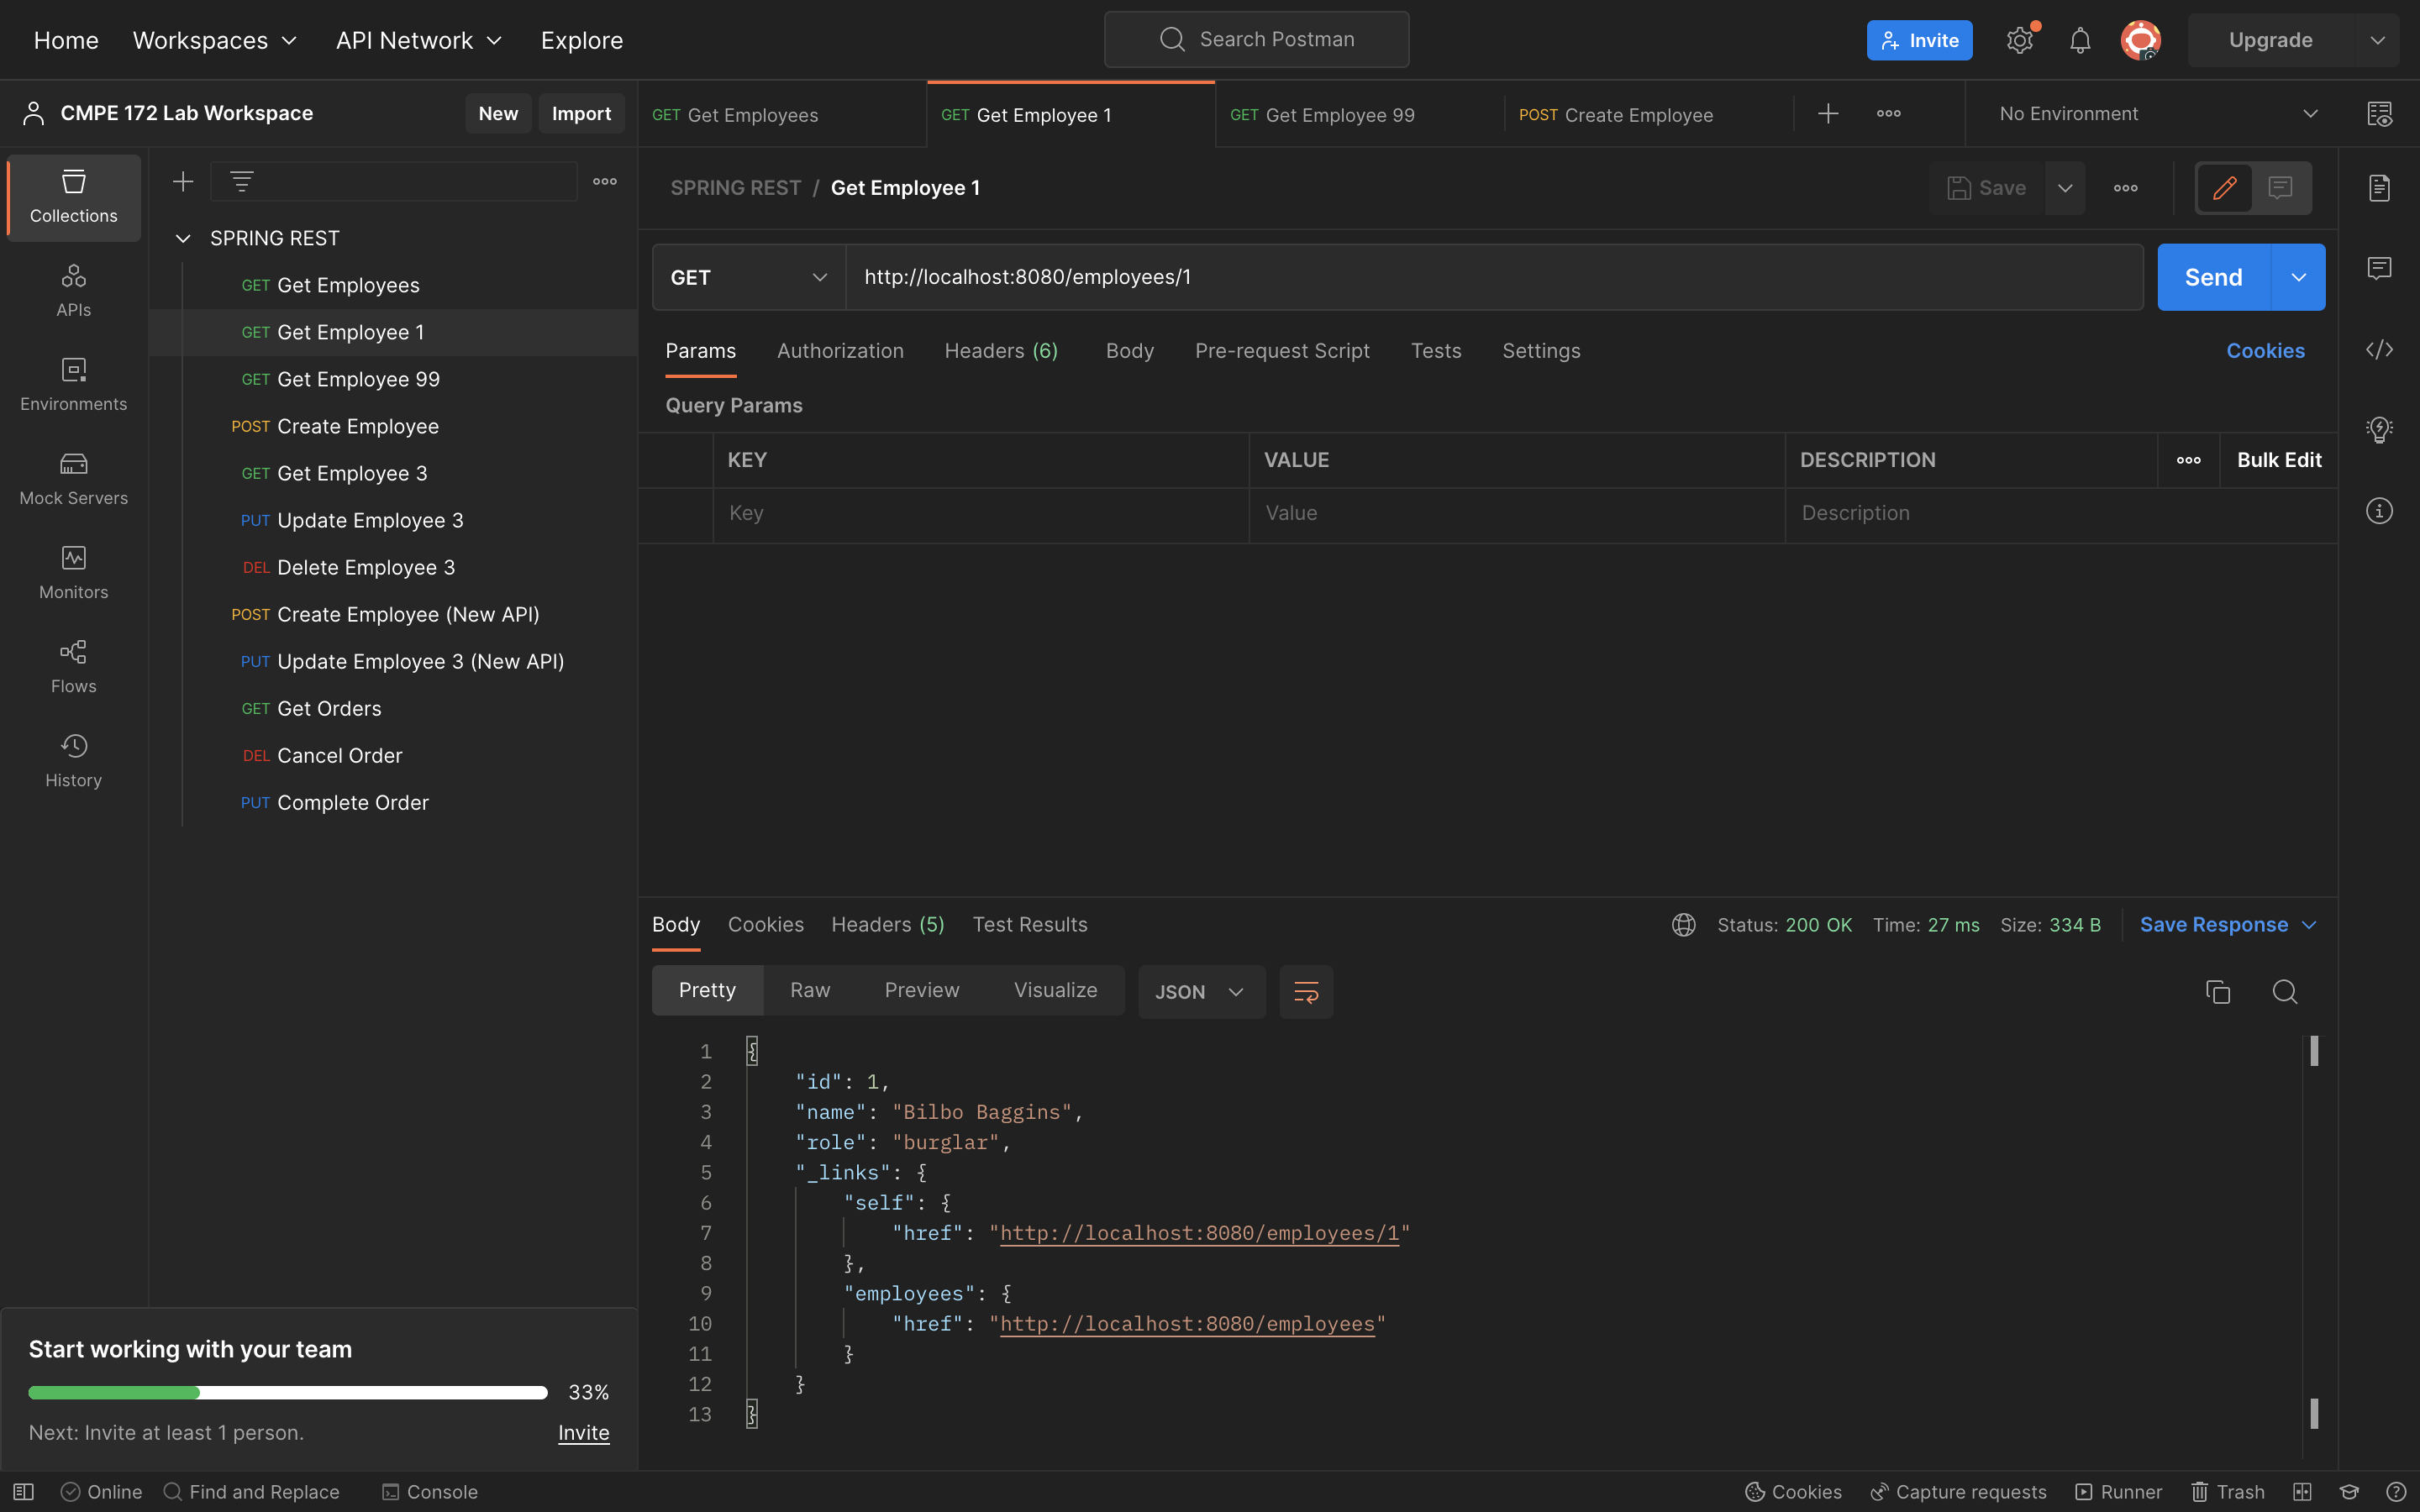 Home Workspaces API Network Explore Search Postman Invite Upgrade
CMPE 172 Lab Workspace New Import
GET Get Employees GET Get Employee 1 GET Get Employee 99 POST Create Employee No Environment
Collections
APIs
Environments
Mock Servers
Monitors
Flows
History
SPRING REST
GET Get Employees
GET Get Employee 1
GET Get Employee 99
POST Create Employee
GET Get Employee 3
PUT Update Employee 3
DEL Delete Employee 3
POST Create Employee (New API)
PUT Update Employee 3 (New API)
GET Get Orders
DEL Cancel Order
PUT Complete Order
Start working with your team
33%
Next: Invite at least 1 person. Invite
SPRING REST / Get Employee 1 Save
GET http://localhost:8080/employees/1 Send
Params Authorization Headers (6) Body Pre-request Script Tests Settings Cookies
Query Params
KEY VALUE DESCRIPTION Bulk Edit
Key Value Description
Body Cookies Headers (5) Test Results Status: 200 OK Time: 27 ms Size: 334 B Save Response
Pretty Raw Preview Visualize JSON
1 {
2 "id": 1,
3 "name": "Bilbo Baggins",
4 "role": "burglar",
5 "_links": {
6 "self": {
7 "href": "http://localhost:8080/employees/1"
8 },
9 "employees": {
10 "href": "http://localhost:8080/employees"
11 }
12 }
13 }
Online Find and Replace Console Cookies Capture requests Runner Trash